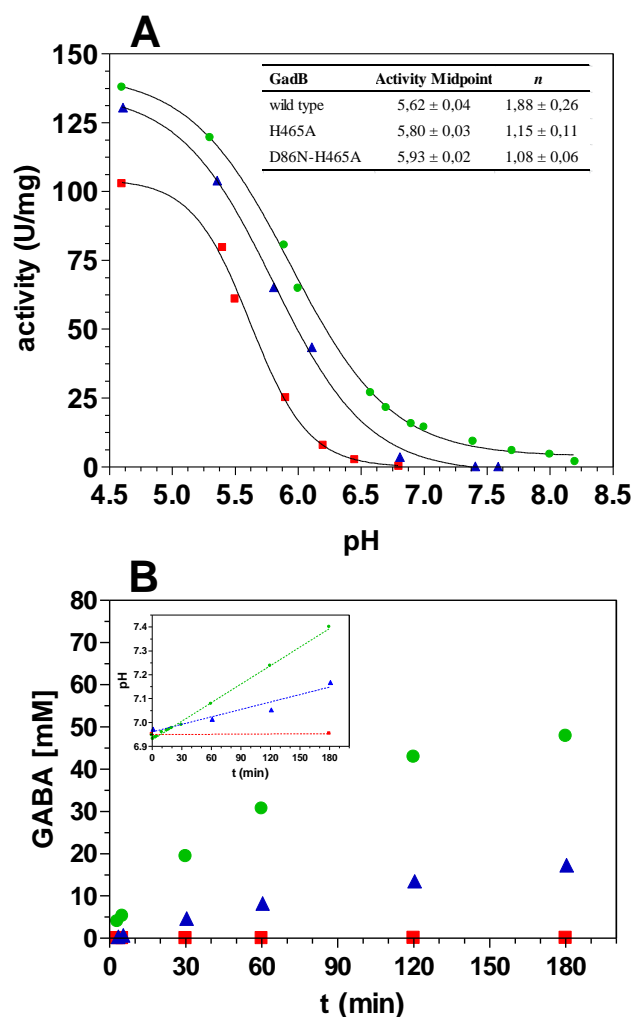 A
150
125
100
75
50
25
0
activity (U/mg)
GadB Activity Midpoint n
wild type 5,62 ± 0,04 1,88 ± 0,26
H465A 5,80 ± 0,03 1,15 ± 0,11
D86N-H465A 5,93 ± 0,02 1,08 ± 0,06
4.5 5.0 5.5 6.0 6.5 7.0 7.5 8.0 8.5
pH
B
80
70
60
50
40
30
20
10
0
GABA [mM]
7.4
7.3
7.2
7.1
7.0
6.9
pH
0 30 60 90 120 150 180
t (min)
0 30 60 90 120 150 180
t (min)